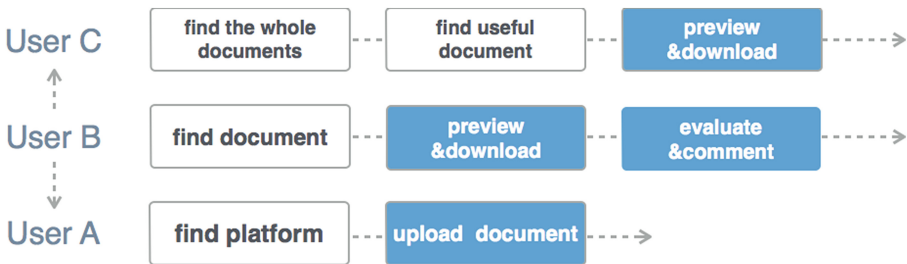 User C
find the whole
documents
find useful
document
preview
&download
User B
find document
preview
&download
evaluate
&comment
User A
find platform
upload document